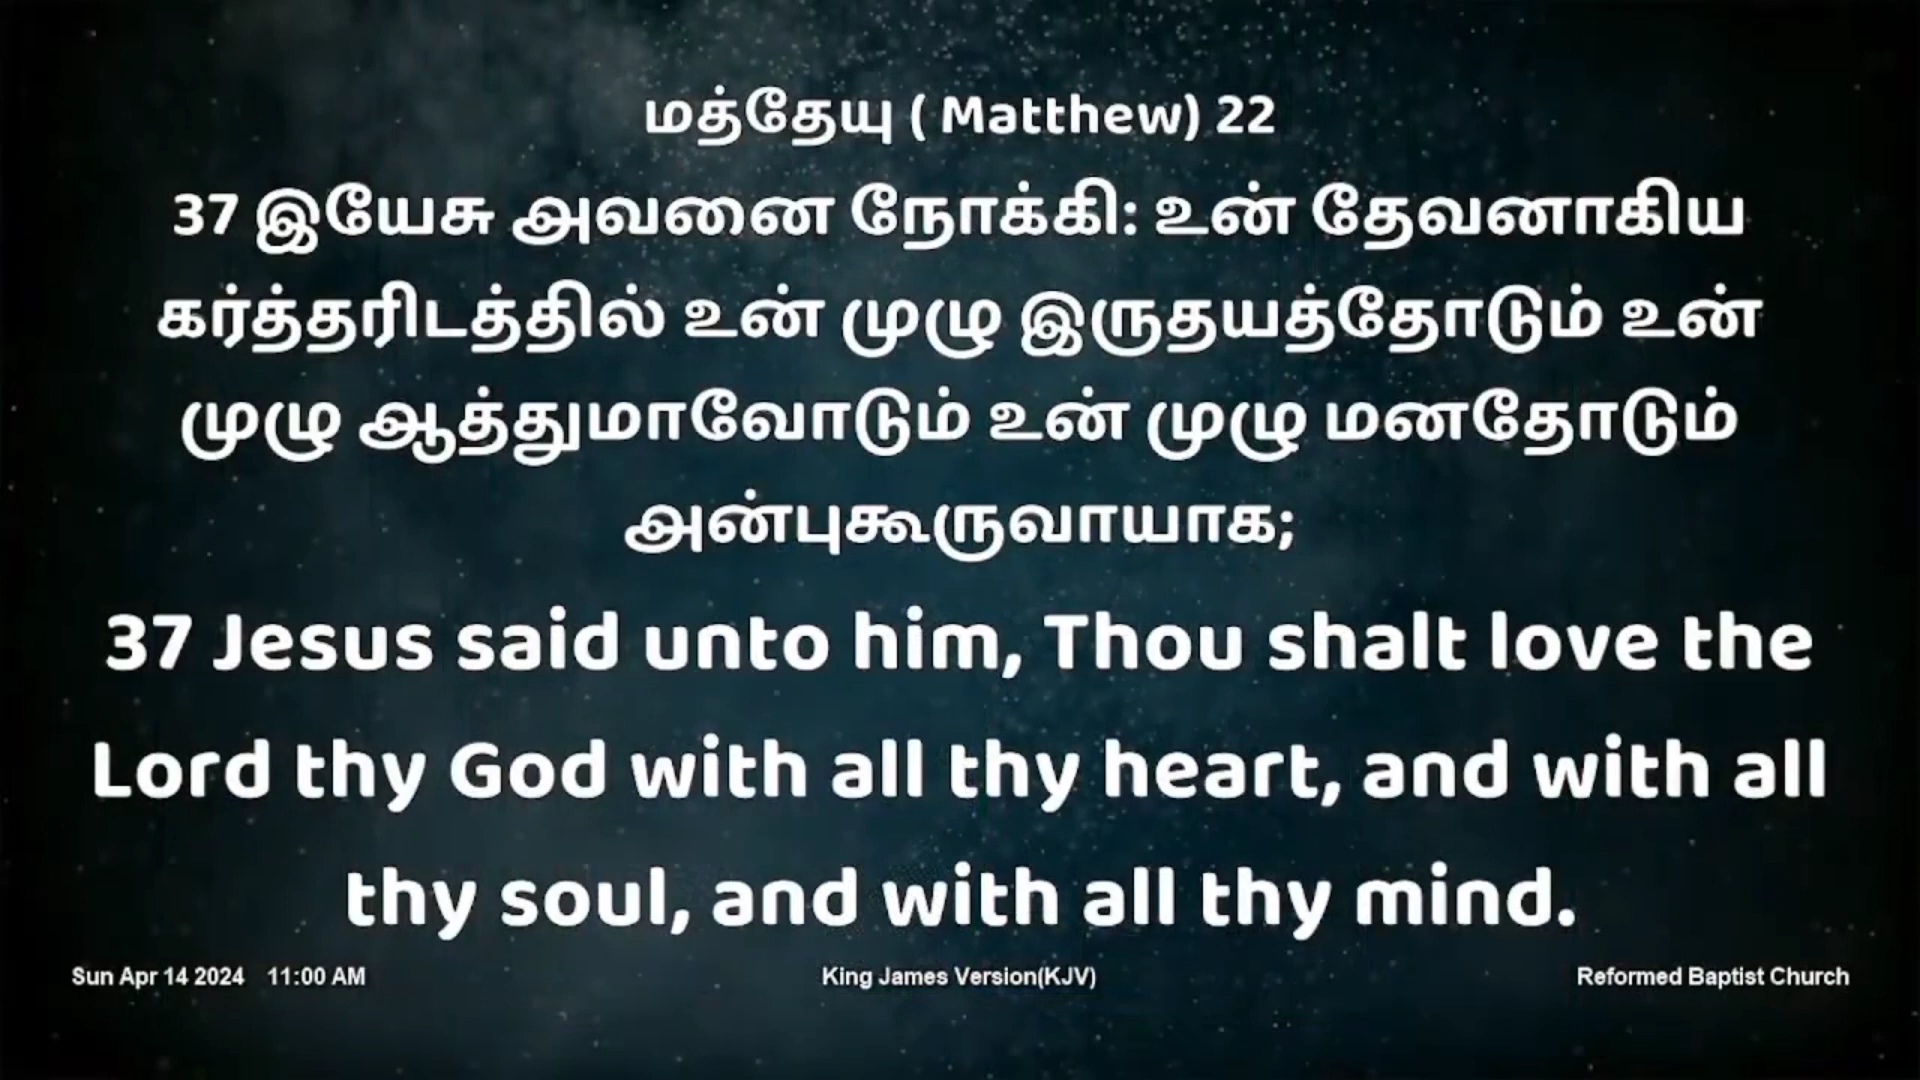 மத்தேயு ( Matthew) 22
37 இயேசு அவனை நோக்கி: உன் தேவனாகிய
கர்த்தரிடத்தில் உன் முழு இருதயத்தோடும் உன்
முழு ஆத்துமாவோடும் உன் முழு மனதோடும்
அன்புகூருவாயாக;
37 Jesus said unto him, Thou shalt love the
Lord thy God with all thy heart, and with all
thy soul, and with all thy mind.
Sun Apr 14 2024 11:00 AM King James Version(KJV) Reformed Baptist Church